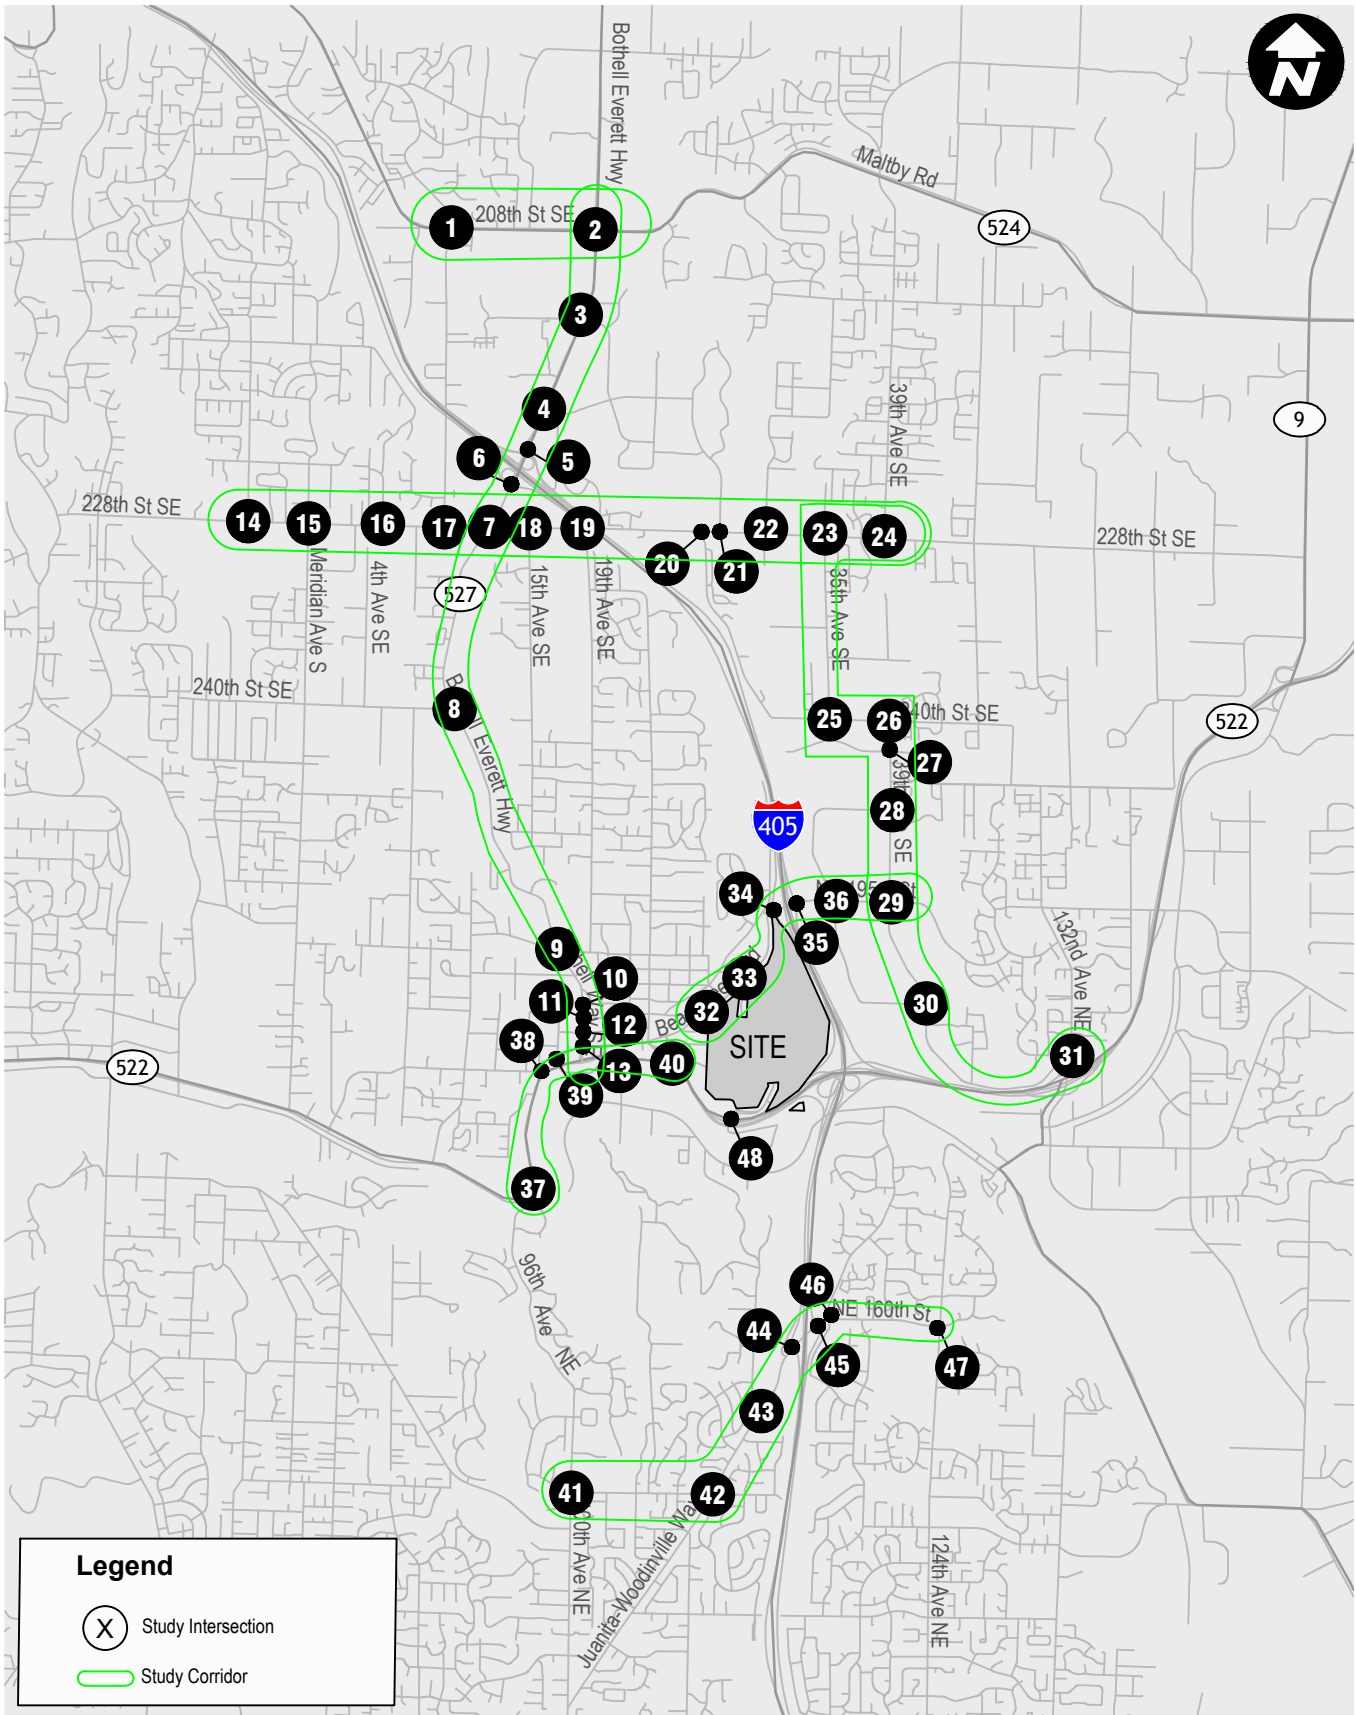 N
Bothell Everett Hwy
Maltby Rd
524
208th St SE
1
2
3
39th Ave SE
9
4
6
5
228th St SE
14
15
16
17
7
18
19
20
21
22
23
24
228th St SE
527
Meridian Ave S
4th Ave SE
15th Ave SE
19th Ave SE
35th Ave SE
240th St SE
8
Everett Hwy
25
26
240th St SE
27
522
405
28
SE
34
36
29
35
9
10
11
12
33
32
30
132nd Ave NE
38
13
40
SITE
31
522
39
48
37
96th Ave NE
46
NE 160th St
44
45
47
43
41
42
Juanita-Woodinville Way
124th Ave NE
Legend
X
Study Intersection
Study Corridor